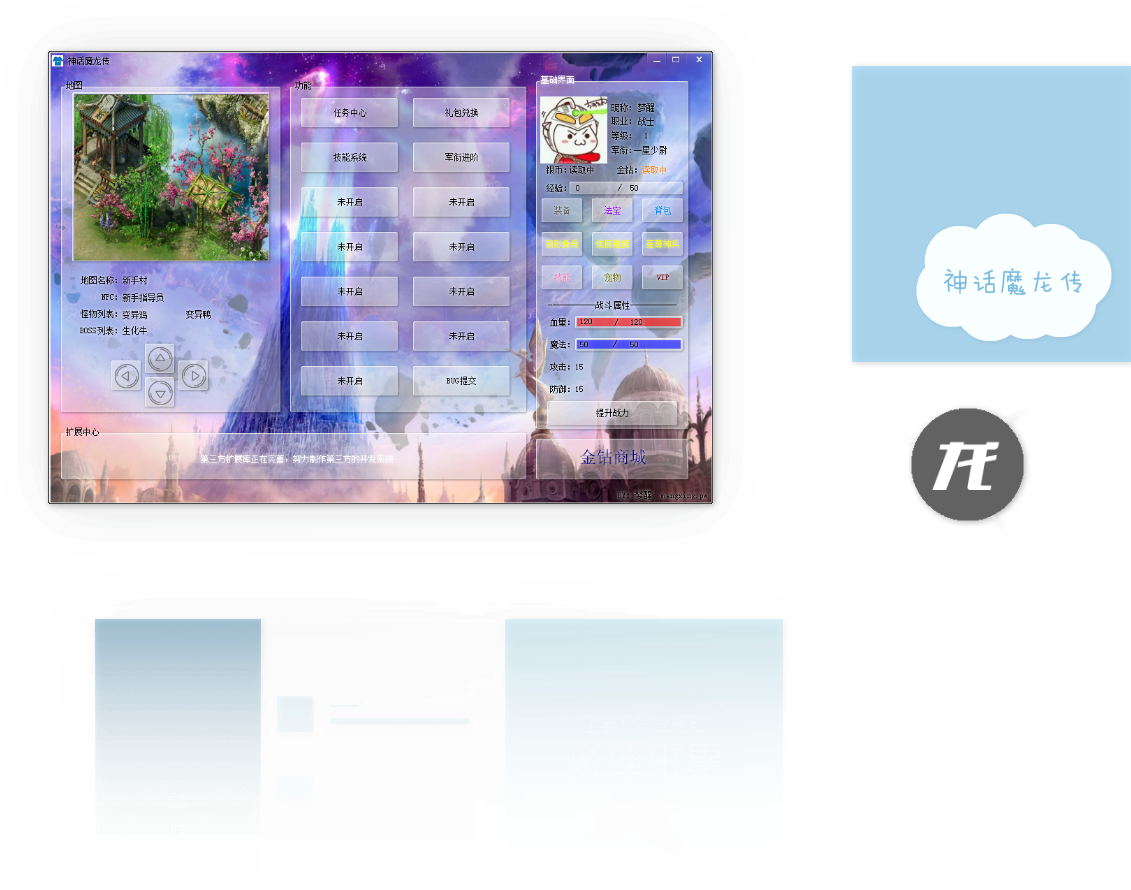 神话魔龙传
地图
地图名称: 新手村
NPC: 新手指导员
怪物列表: 变异鸡 变异鸭
BOSS列表: 生化牛
功能
任务中心 礼包兑换
技能系统 军衔进阶
未开启 未开启
未开启 未开启
未开启 未开启
未开启 未开启
未开启 BUG提交
基础界面
昵称: 梦醒
职业: 战士
等级: 1
军衔:一星少尉
银币:读取中 金钻:读取中
经验: 0 / 50
装备 法宝 背包
宠物 VIP
战斗属性
血量: 120 / 120
魔法: 50 / 50
攻击: 15
防御: 15
提升战力
金钻商城
扩展中心
第三方扩展库正在完善，努力制作第三方的开发系统
神话魔龙传